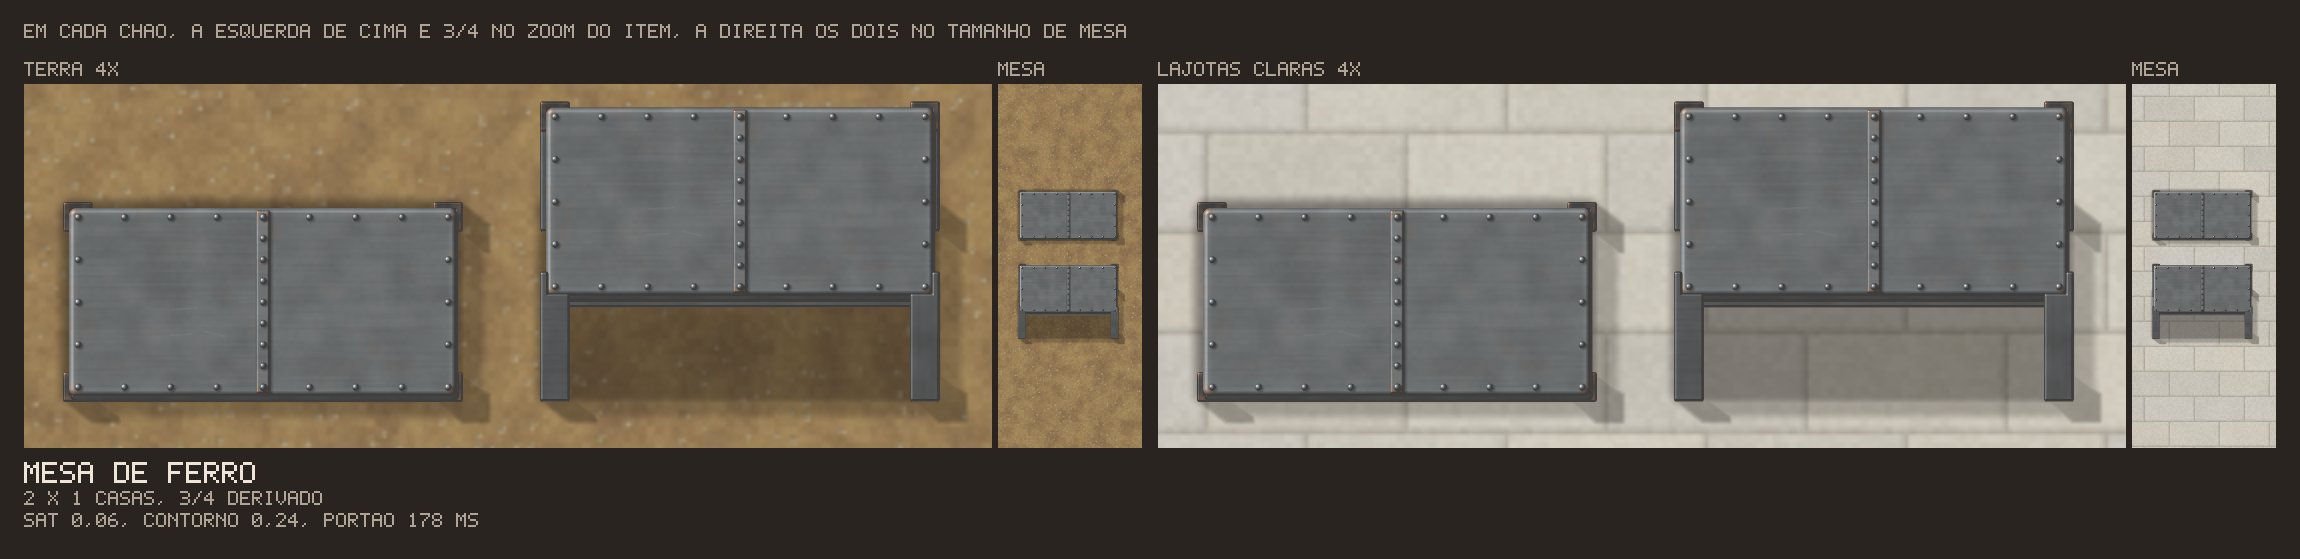 EM CADA CHAO, A ESQUERDA DE CIMA E 3/4 NO ZOOM DO ITEM, A DIREITA OS DOIS NO TAMANHO DE MESA
TERRA 4X
MESA
LAJOTAS CLARAS 4X
MESA
MESA DE FERRO
2 X 1 CASAS, 3/4 DERIVADO
SAT 0,06, CONTORNO 0,24, PORTAO 178 MS